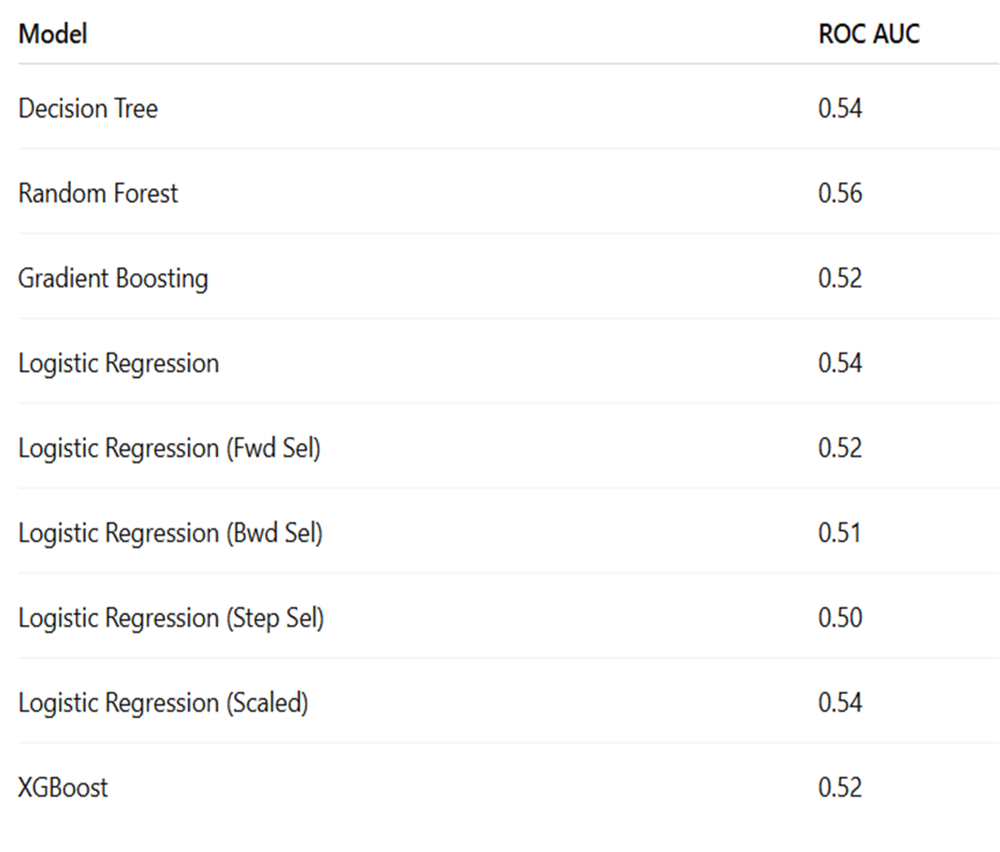 Model ROC AUC
Decision Tree 0.54
Random Forest 0.56
Gradient Boosting 0.52
Logistic Regression 0.54
Logistic Regression (Fwd Sel) 0.52
Logistic Regression (Bwd Sel) 0.51
Logistic Regression (Step Sel) 0.50
Logistic Regression (Scaled) 0.54
XGBoost 0.52